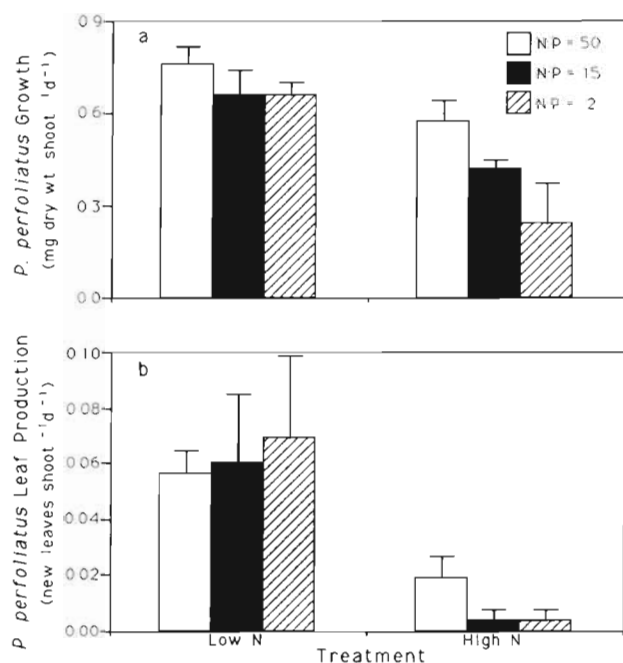 a
N:P = 50
N:P = 15
N:P = 2
P. perfoliatus Growth
(mg dry wt shoot ⁻¹d⁻¹)
0.9
0.6
0.3
0.0
b
P perfoliatus Leaf Production
(new leaves shoot ⁻¹d⁻¹)
0.10
0.08
0.06
0.04
0.02
0.00
Low N High N
Treatment